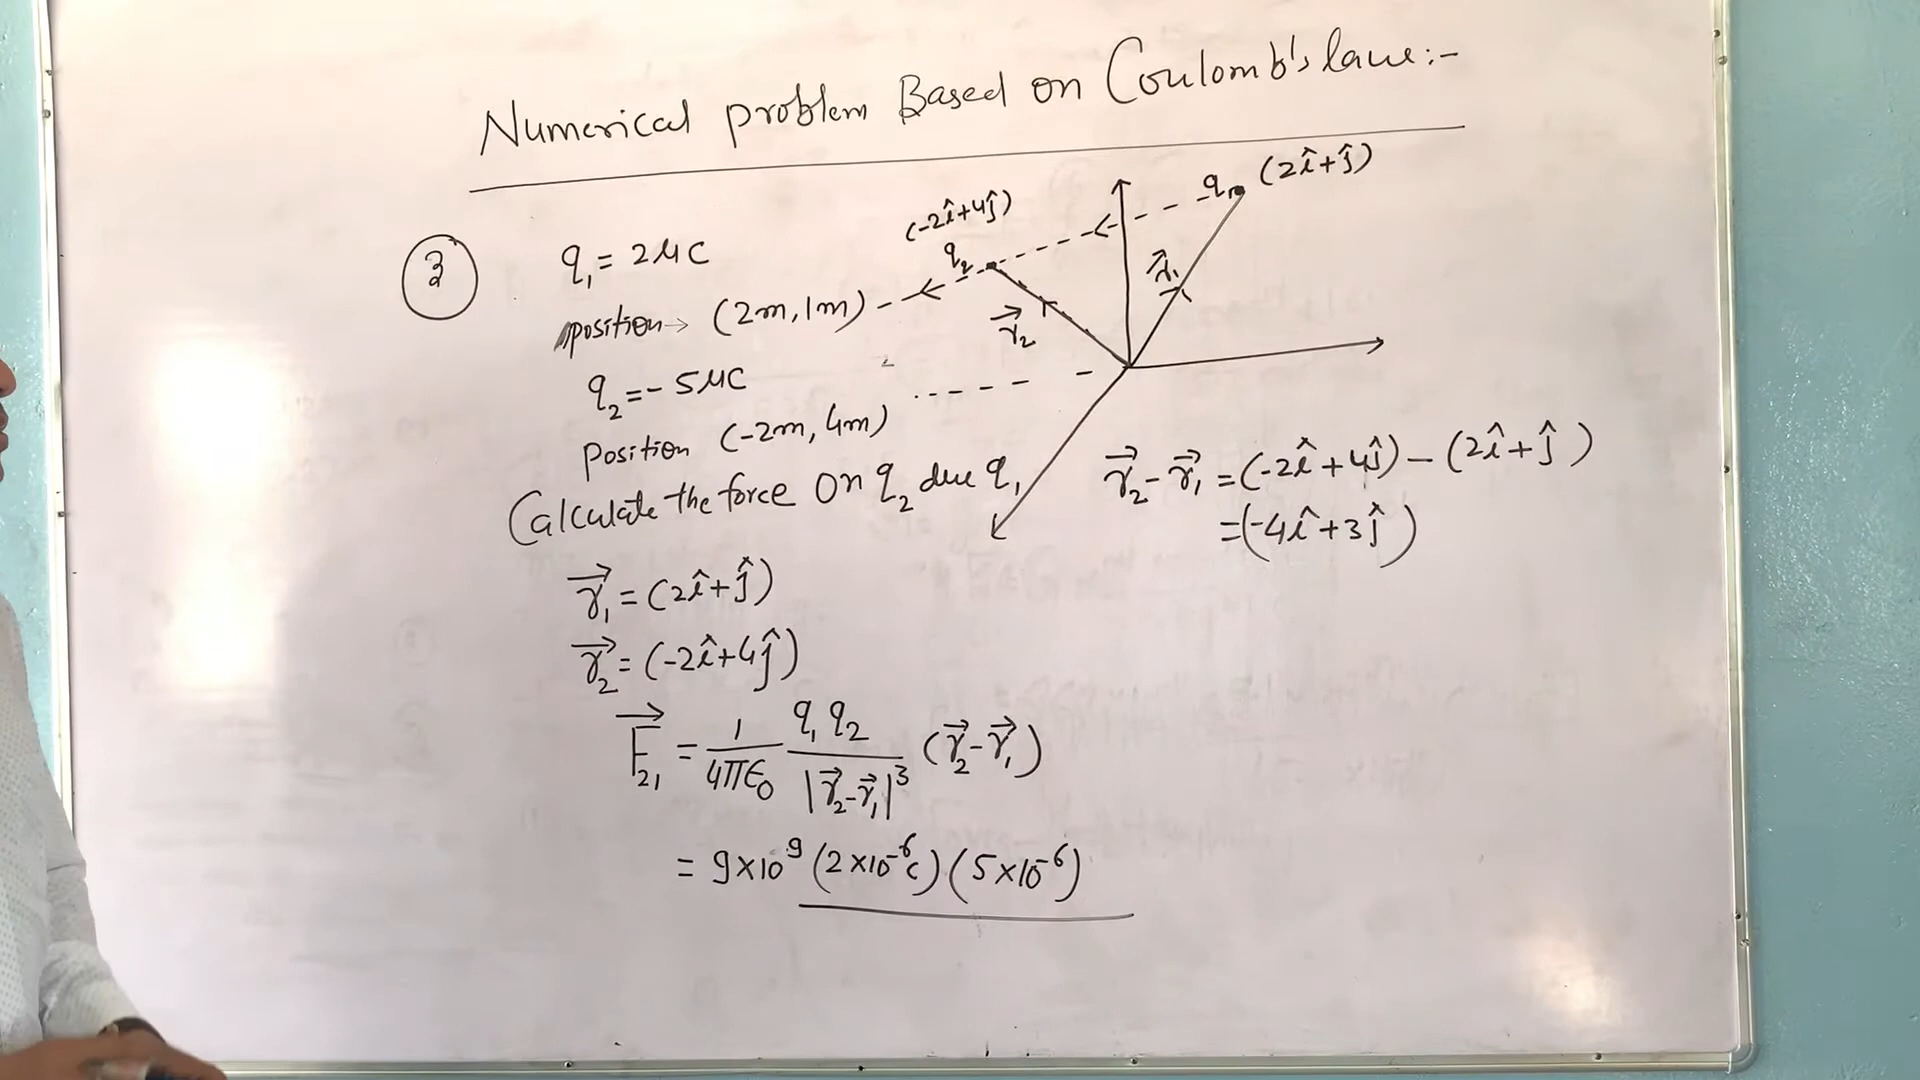 Numerical problem Based on Coulomb's law:-
3
q₁ = 2μC
position → (2m, 1m)
q₂ = - 5μC
position (-2m, 4m)
Calculate the force on q₂ due q₁
(-2î+4ĵ)
q₂
q₁ (2î+ĵ)
r⃗₁
r⃗₂
r⃗₂ - r⃗₁ = (-2î+4ĵ) - (2î+ĵ)
= (-4î+3ĵ)
r⃗₁ = (2î+ĵ)
r⃗₂ = (-2î+4ĵ)
F⃗₂₁ = 1/4πε₀ q₁q₂/|r⃗₂-r⃗₁|³ (r⃗₂-r⃗₁)
= 9×10⁹ (2×10⁻⁶c) (5×10⁻⁶)